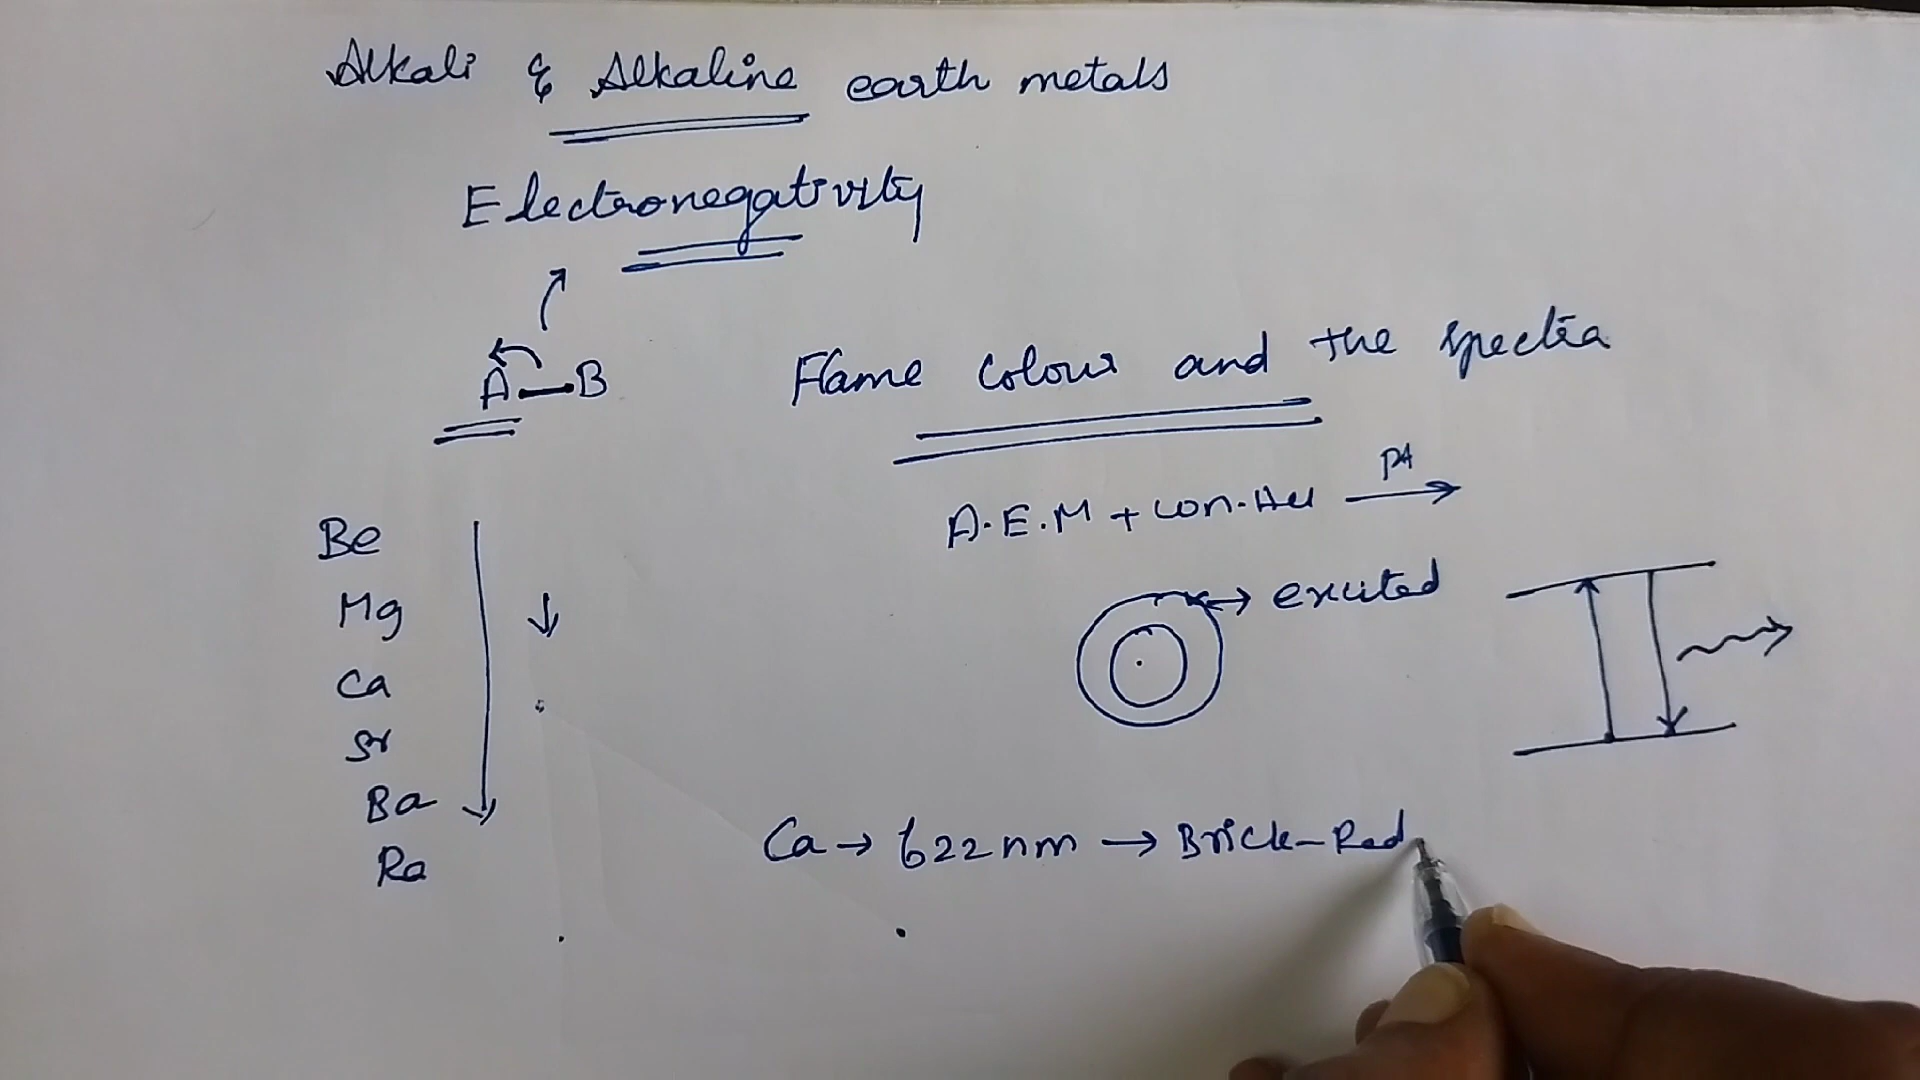 Alkali & Alkaline earth metals
Electronegativity
A—B
Be
Mg
Ca
Sr
Ba
Ra
Flame colour and the spectra
A.E.M + con.HCl
→ excited
Ca → 622 nm → Brick-Red